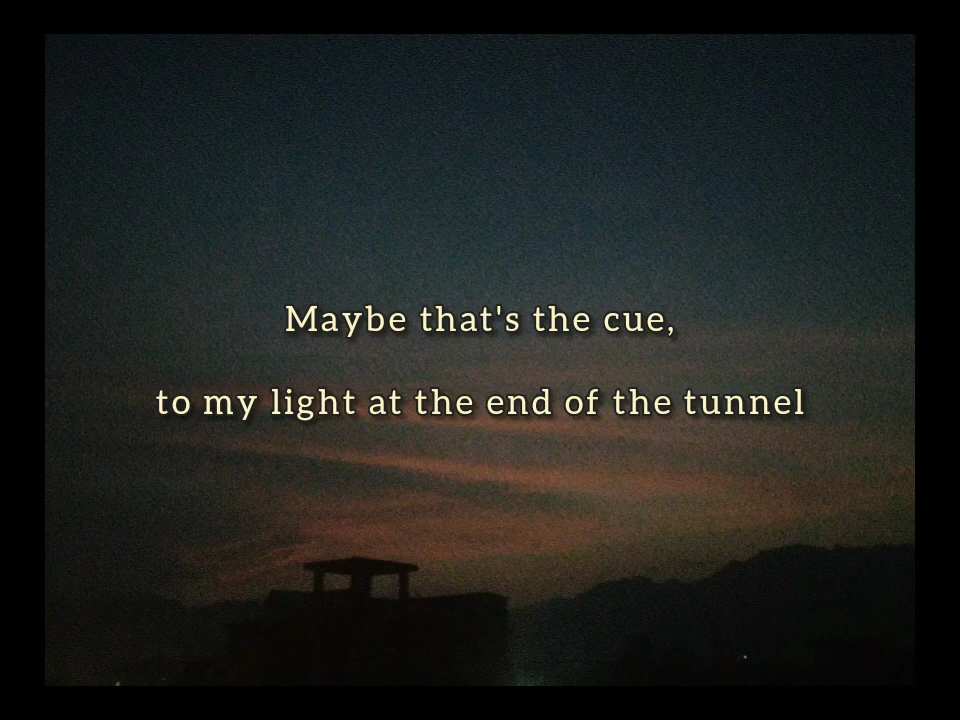 Maybe that's the cue,
to my light at the end of the tunnel